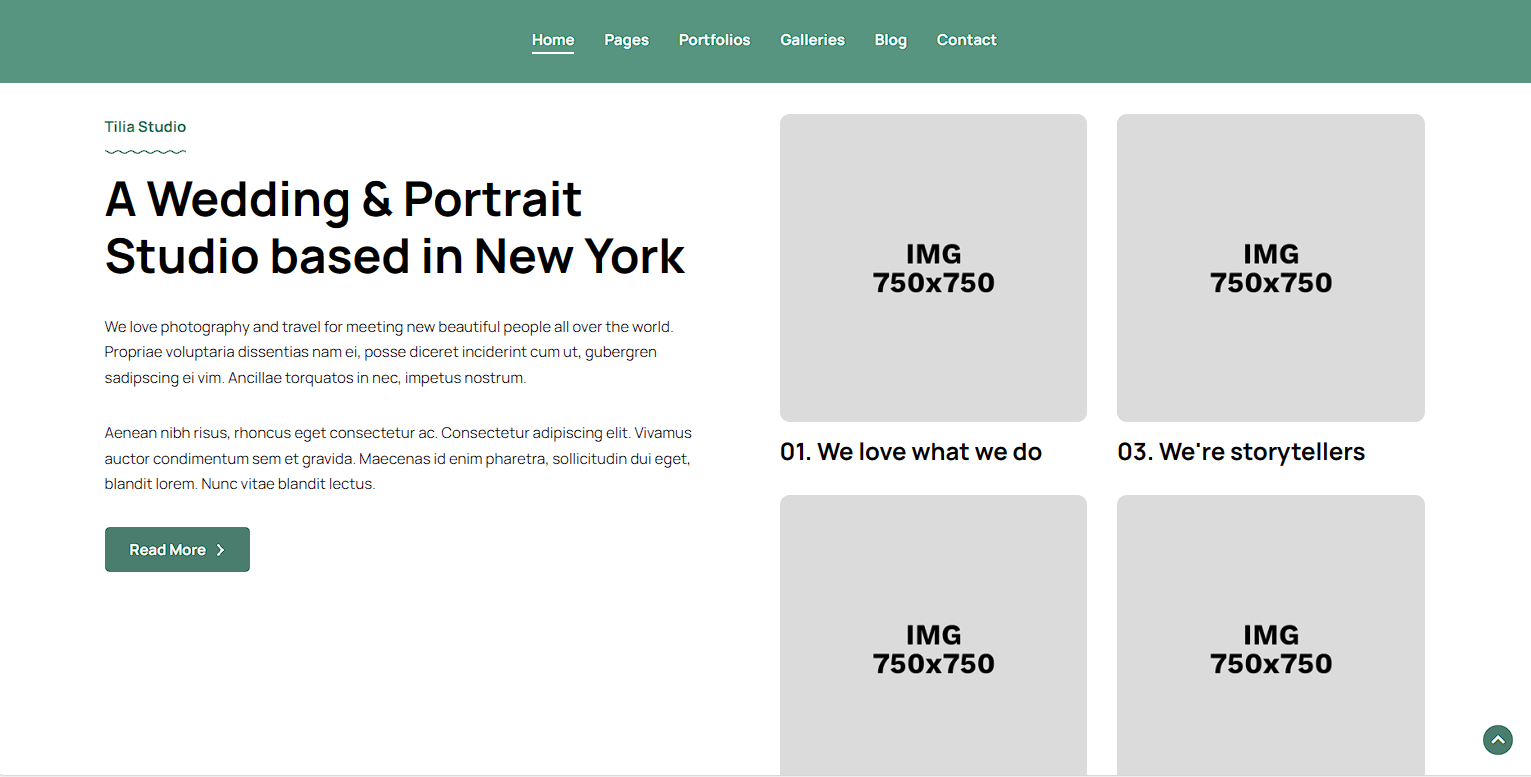 Home Pages Portfolios Galleries Blog Contact
Tilia Studio
A Wedding & Portrait
Studio based in New York
We love photography and travel for meeting new beautiful people all over the world.
Propriae voluptaria dissentias nam ei, posse diceret inciderint cum ut, gubergren
sadipscing ei vim. Ancillae torquatos in nec, impetus nostrum.
Aenean nibh risus, rhoncus eget consectetur ac. Consectetur adipiscing elit. Vivamus
auctor condimentum sem et gravida. Maecenas id enim pharetra, sollicitudin dui eget,
blandit lorem. Nunc vitae blandit lectus.
Read More
IMG
750x750
01. We love what we do
IMG
750x750
03. We're storytellers
IMG
750x750
IMG
750x750